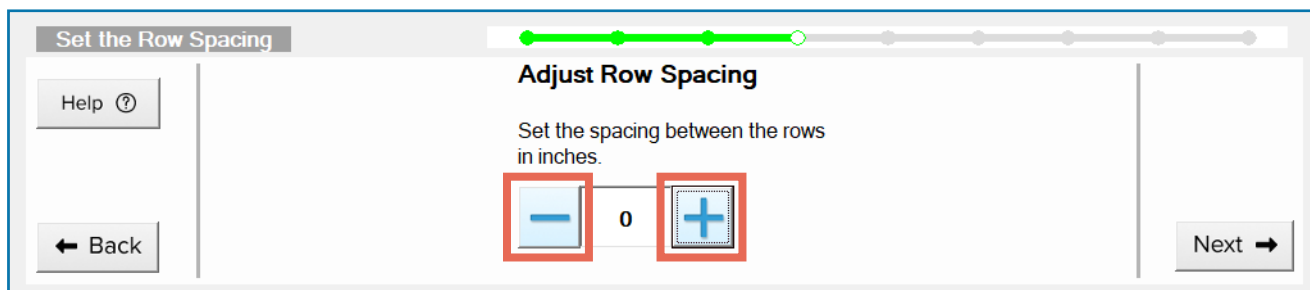 Set the Row Spacing
Help
Adjust Row Spacing
Set the spacing between the rows
in inches.
0
Back
Next